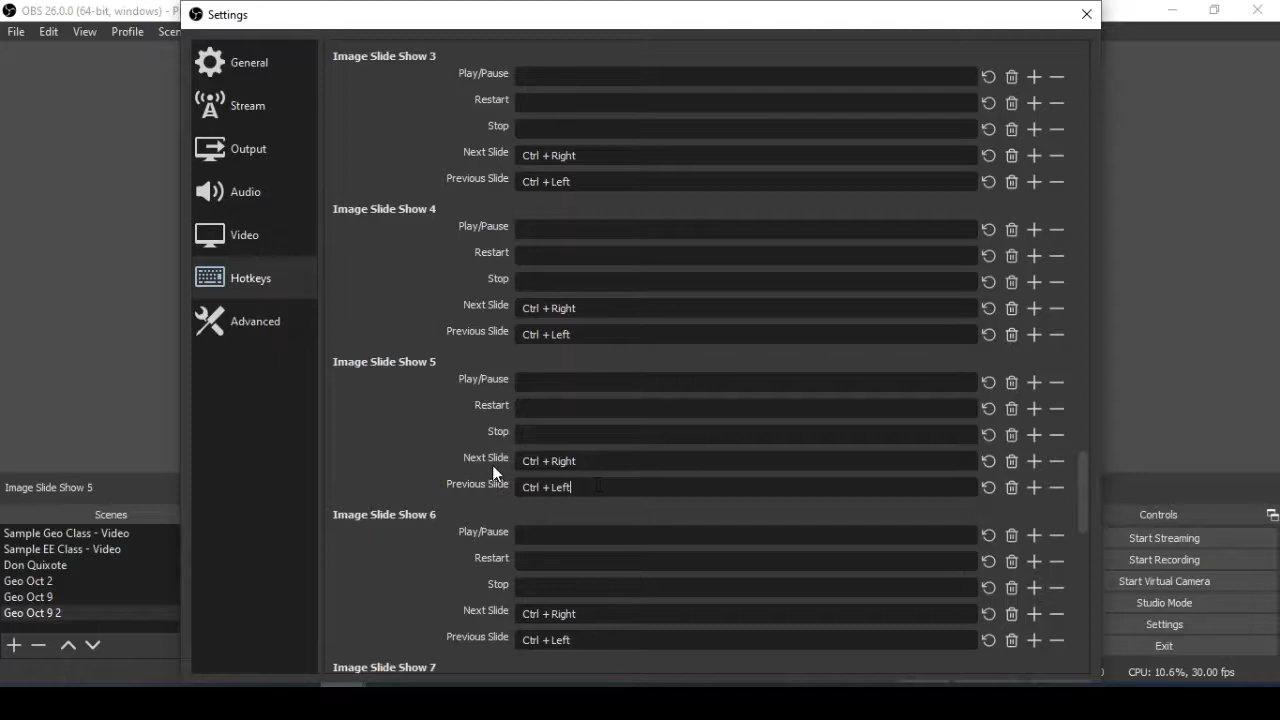 OBS 26.0.0 (64-bit, windows) - P
Settings
File Edit View Profile Scen
General
Stream
Output
Audio
Video
Hotkeys
Advanced
Image Slide Show 3
Play/Pause
Restart
Stop
Next Slide Ctrl + Right
Previous Slide Ctrl + Left
Image Slide Show 4
Play/Pause
Restart
Stop
Next Slide Ctrl + Right
Previous Slide Ctrl + Left
Image Slide Show 5
Play/Pause
Restart
Stop
Next Slide Ctrl + Right
Previous Slide Ctrl + Left
Image Slide Show 6
Play/Pause
Restart
Stop
Next Slide Ctrl + Right
Previous Slide Ctrl + Left
Image Slide Show 7
Image Slide Show 5
Scenes
Sample Geo Class - Video
Sample EE Class - Video
Don Quixote
Geo Oct 2
Geo Oct 9
Geo Oct 9 2
Controls
Start Streaming
Start Recording
Start Virtual Camera
Studio Mode
Settings
Exit
0 CPU: 10.6%, 30.00 fps